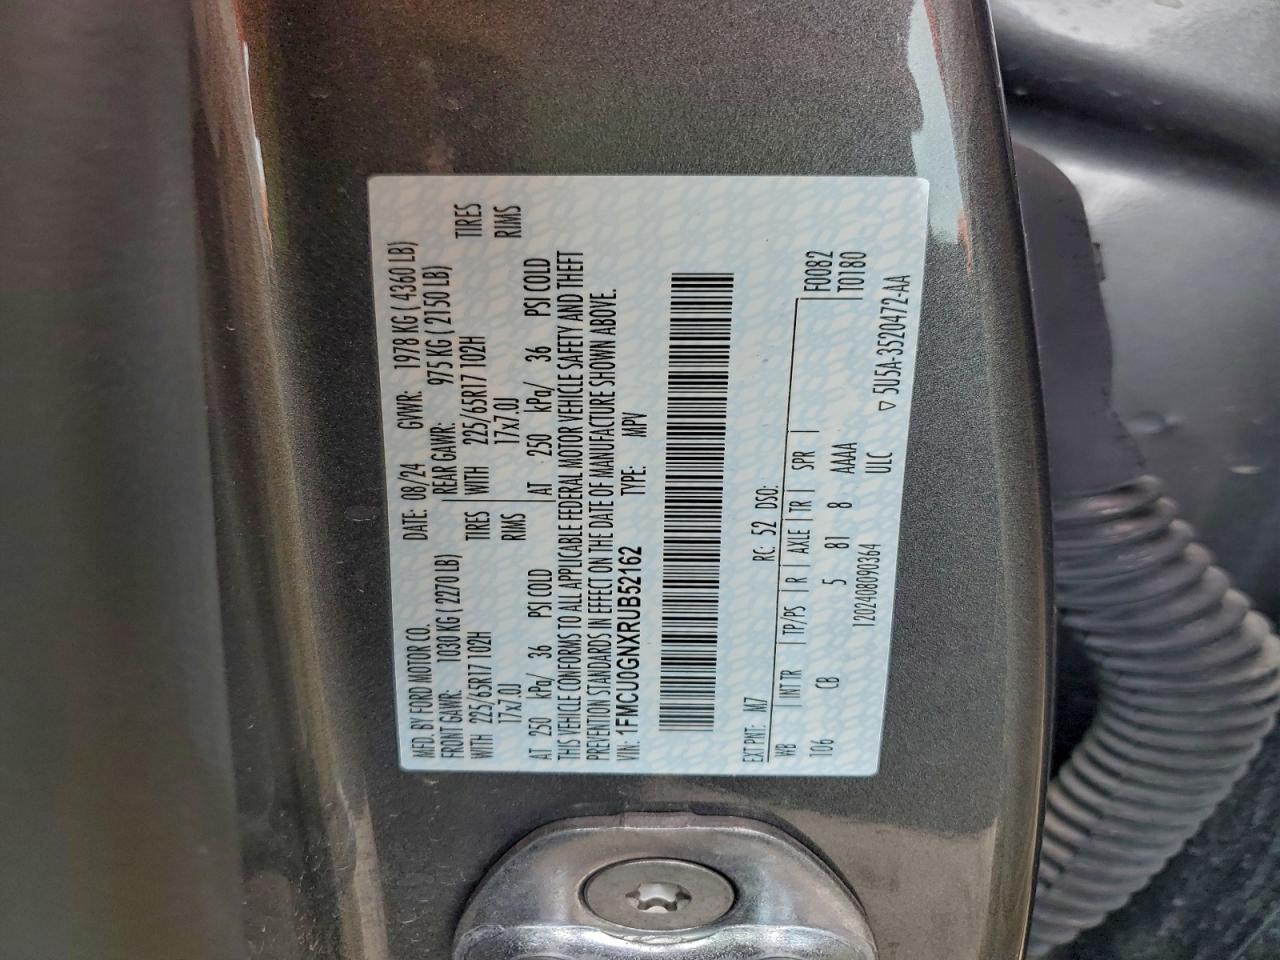 MFD. BY FORD MOTOR CO. DATE: 08/24 GVWR: 1978 KG ( 4360 LB)
FRONT GAWR: 1030 KG ( 2270 LB) REAR GAWR: 975 KG ( 2150 LB)
WITH 225/65R17 102H TIRES WITH 225/65R17 102H TIRES
17x7.0J RIMS 17x7.0J RIMS
AT 250 kPa/ 36 PSI COLD AT 250 kPa/ 36 PSI COLD
THIS VEHICLE CONFORMS TO ALL APPLICABLE FEDERAL MOTOR VEHICLE SAFETY AND THEFT
PREVENTION STANDARDS IN EFFECT ON THE DATE OF MANUFACTURE SHOWN ABOVE.
VIN: 1FMCU0GNXRUB52162 TYPE: MPV
EXT PNT: M7 RC: 52 DSO:
WB INT TR TP/PS R AXLE TR SPR F0082
T06 CB 5 81 8 AAAA T0180
1202408090364 ULC ▽ 5U5A-3520472-AA